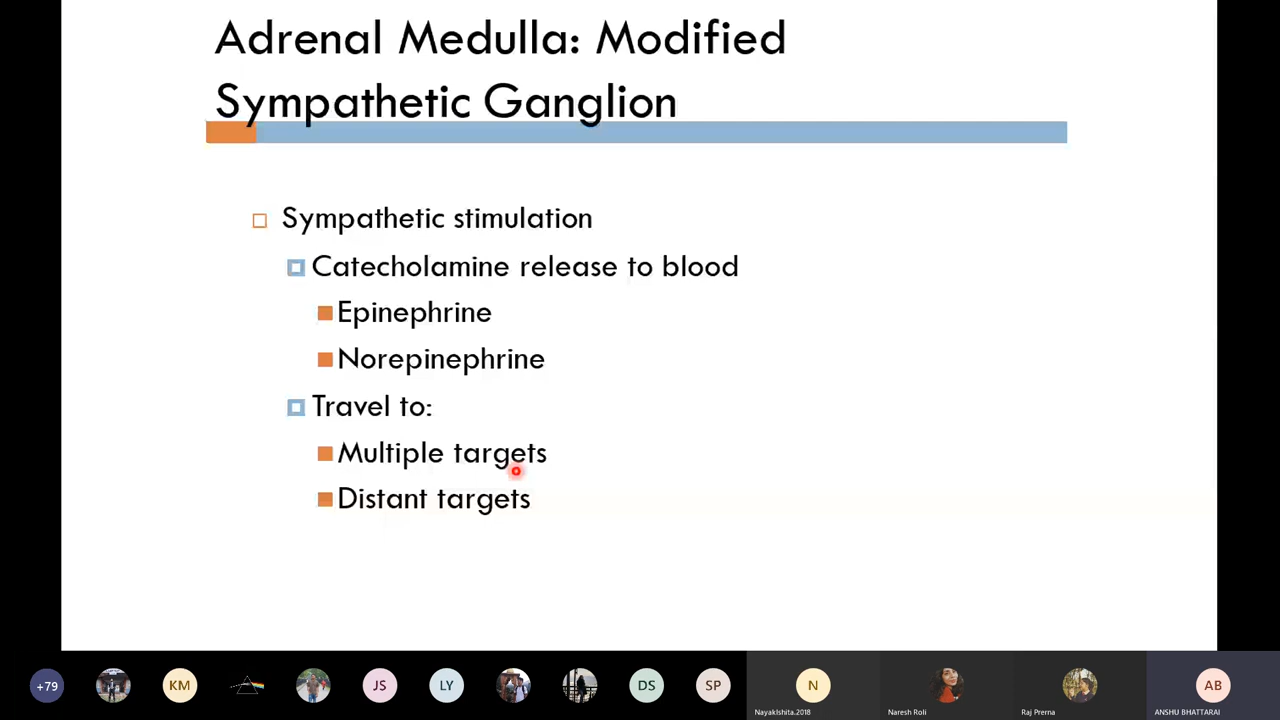 Adrenal Medulla: Modified
Sympathetic Ganglion
Sympathetic stimulation
Catecholamine release to blood
Epinephrine
Norepinephrine
Travel to:
Multiple targets
Distant targets
+79
KM
JS
LY
DS
SP
N
NayakIshita.2018
Naresh Roli
Raj Prerna
AB
ANSHU BHATTARAI